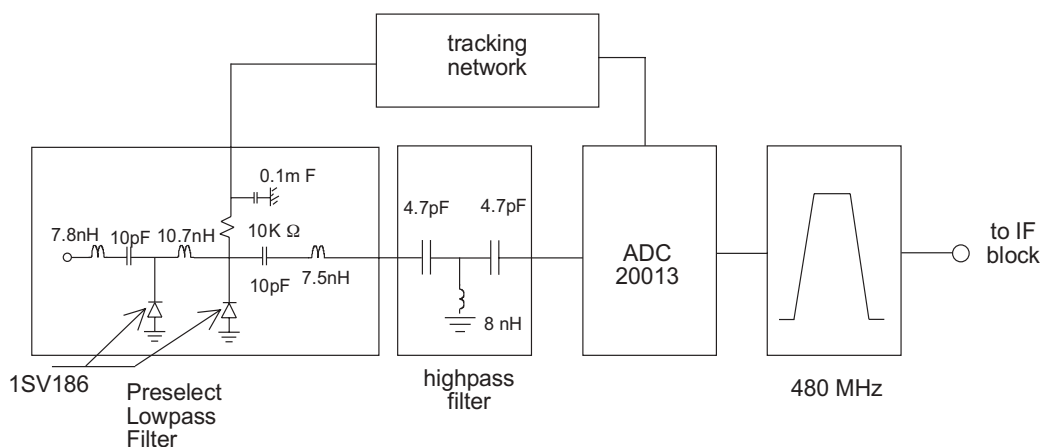 tracking
network
0.1m F
4.7pF
4.7pF
7.8nH
10pF
10.7nH
10K Ω
10pF
7.5nH
8 nH
ADC
20013
to IF
block
1SV186
Preselect
Lowpass
Filter
highpass
filter
480 MHz